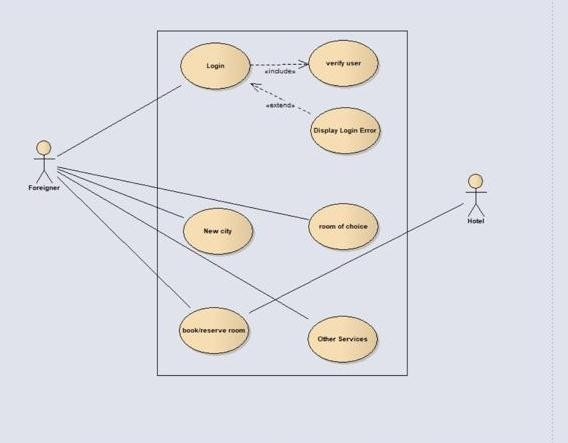 Login
verify user
«include»
«extend»
Display Login Error
Foreigner
Hotel
New city
room of choice
book/reserve room
Other Services